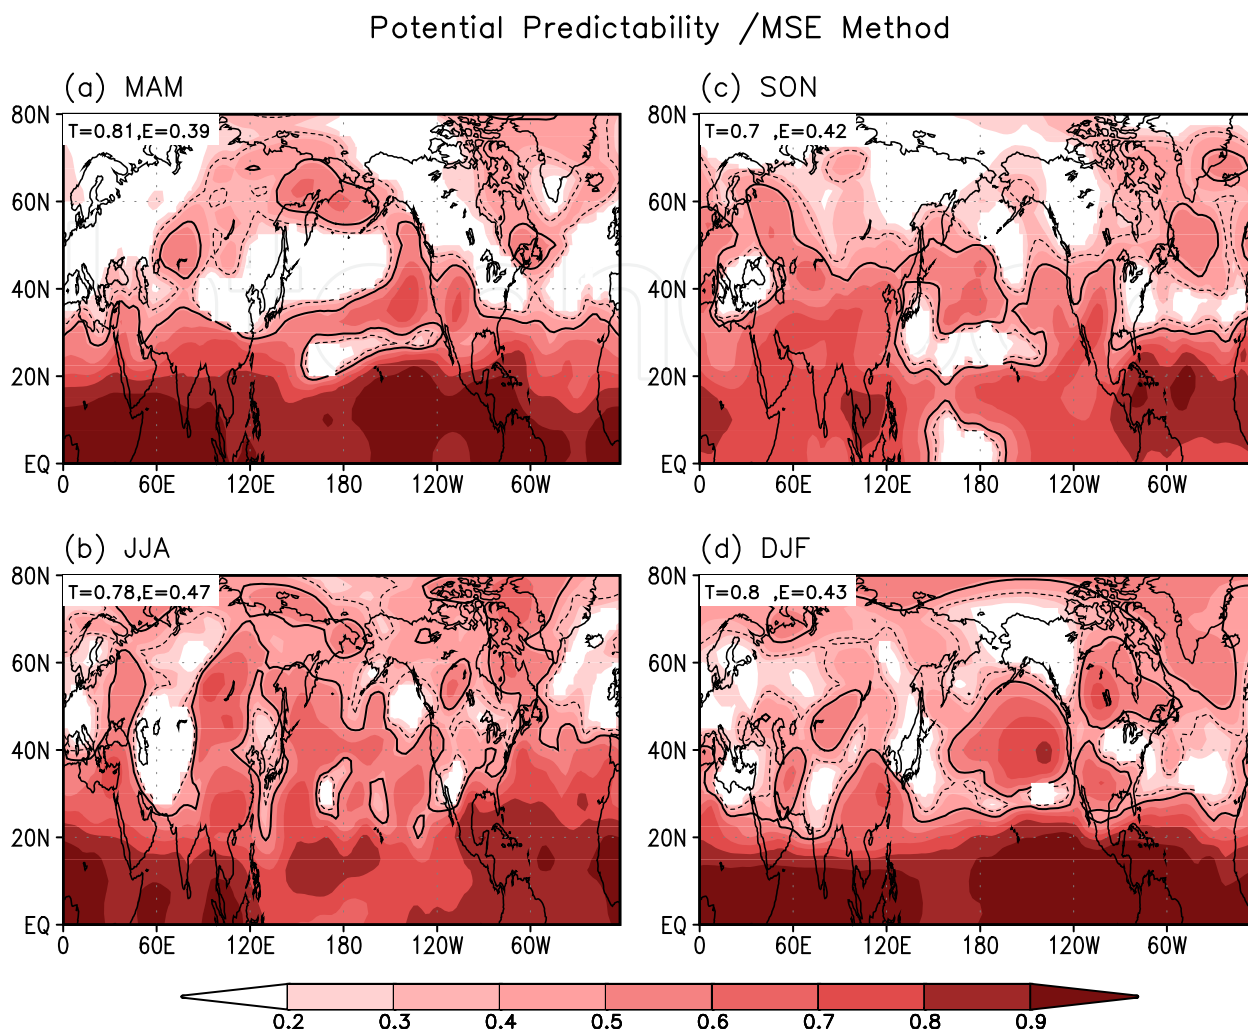 Potential Predictability /MSE Method
(a) MAM
(c) SON
80N
T=0.81,E=0.39
60N
40N
20N
EQ
0 60E 120E 180 120W 60W
80N
T=0.7 ,E=0.42
60N
40N
20N
EQ
0 60E 120E 180 120W 60W
(b) JJA
(d) DJF
80N
T=0.78,E=0.47
60N
40N
20N
EQ
0 60E 120E 180 120W 60W
80N
T=0.8 ,E=0.43
60N
40N
20N
EQ
0 60E 120E 180 120W 60W
0.2 0.3 0.4 0.5 0.6 0.7 0.8 0.9